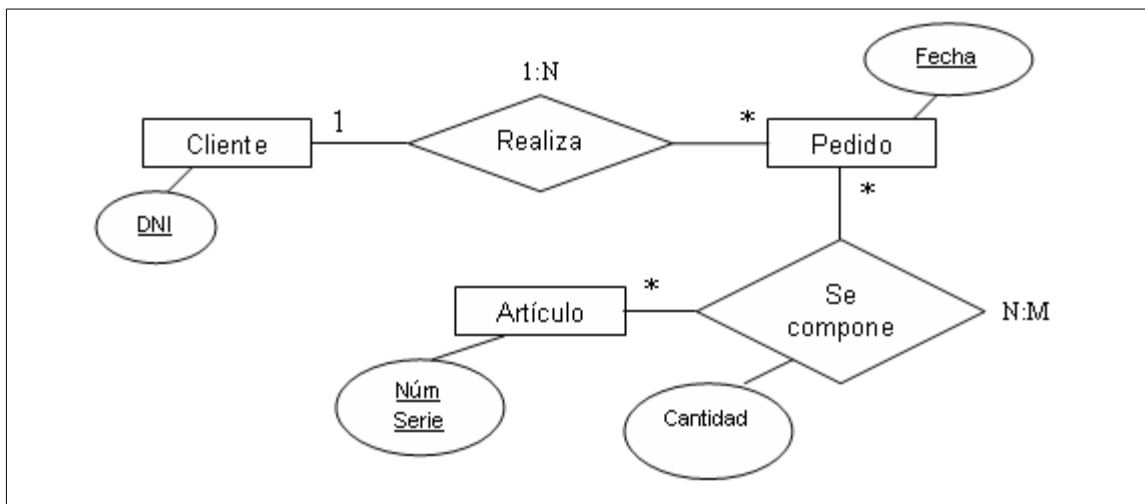 Fecha
1:N
Cliente
1
Realiza
*
Pedido
*
DNI
Artículo
*
Se
compone
N:M
Núm
Serie
Cantidad